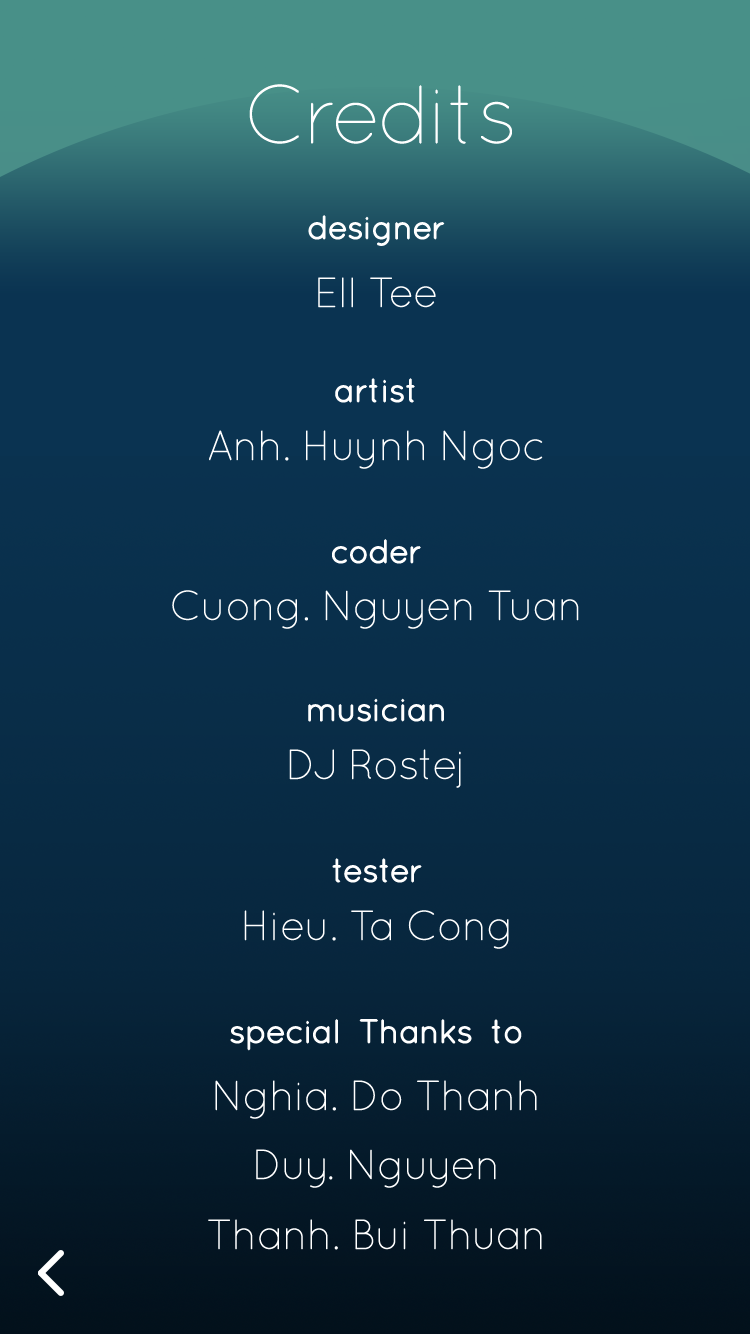 Credits
designer
Ell Tee
artist
Anh. Huynh Ngoc
coder
Cuong. Nguyen Tuan
musician
DJ Rostej
tester
Hieu. Ta Cong
special Thanks to
Nghia. Do Thanh
Duy. Nguyen
Thanh. Bui Thuan